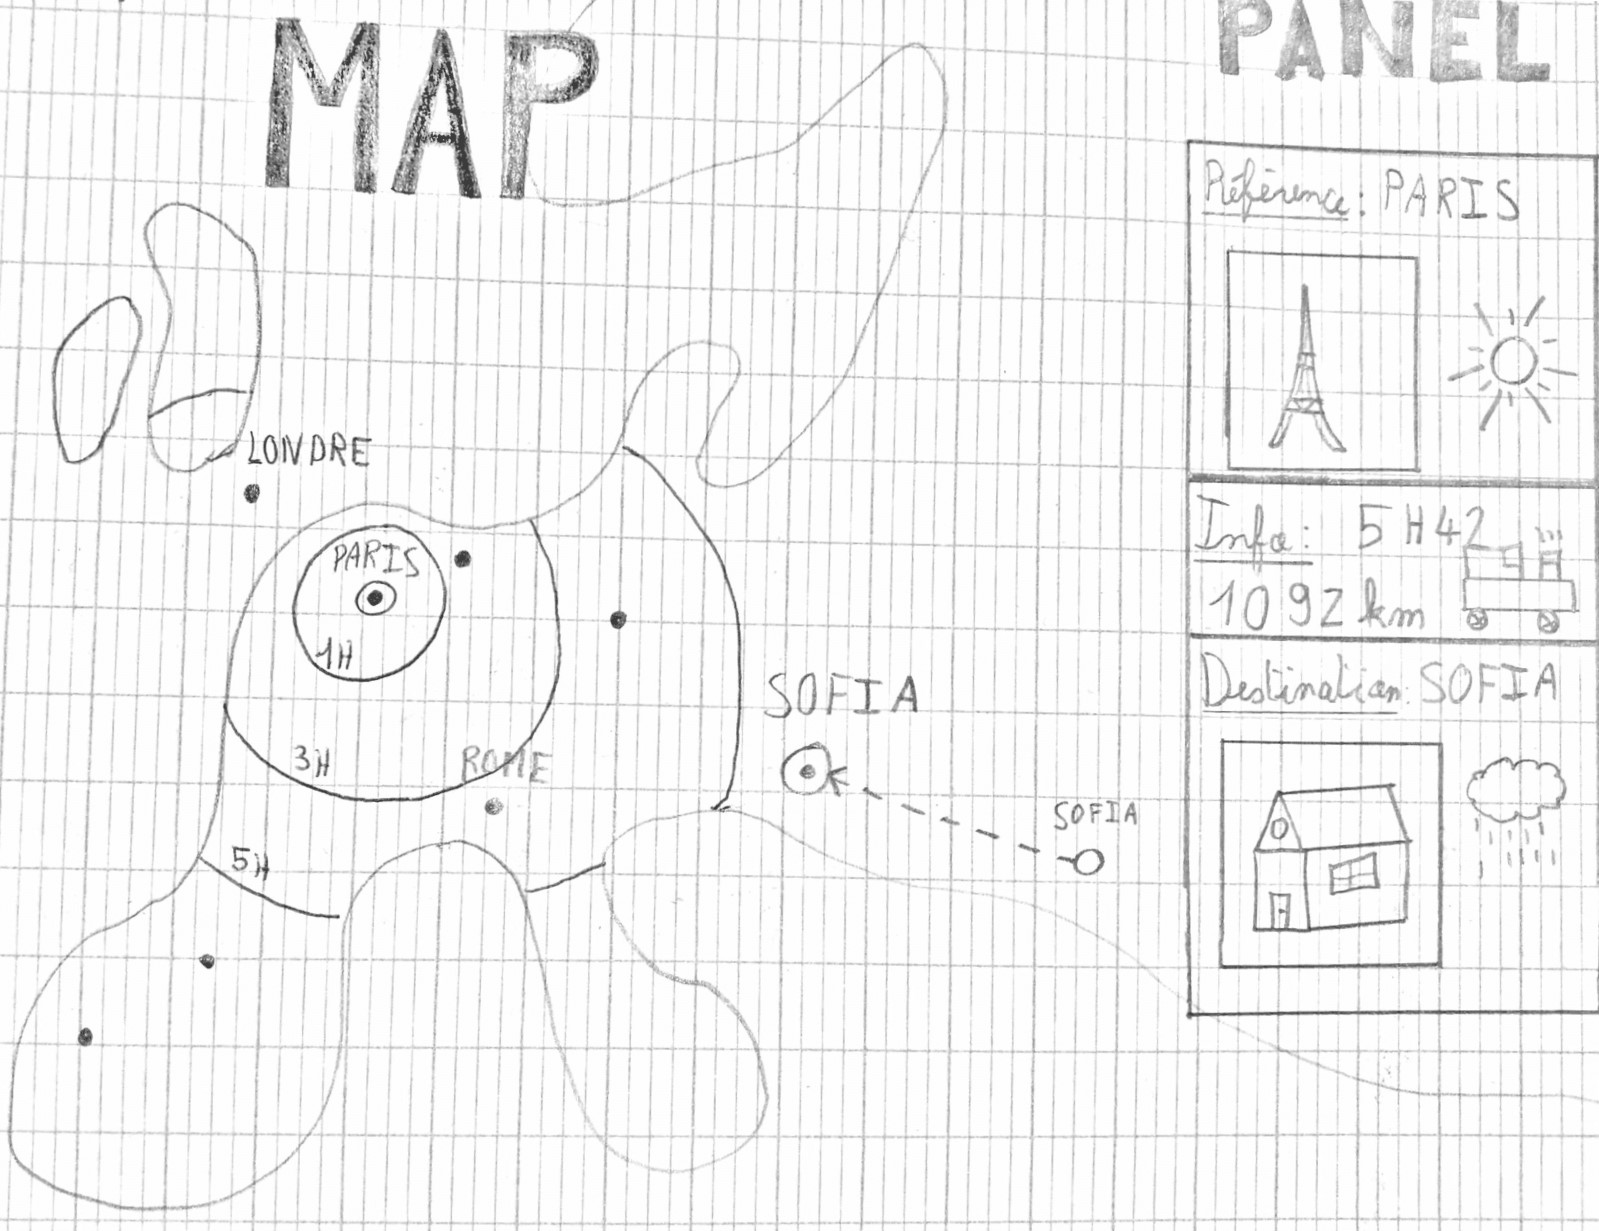 MAP
LONDRE
PARIS
1H
3H
ROME
5H
SOFIA
SOFIA
PANEL
Référence: PARIS
Info: 5H42
1092 km
Destination: SOFIA